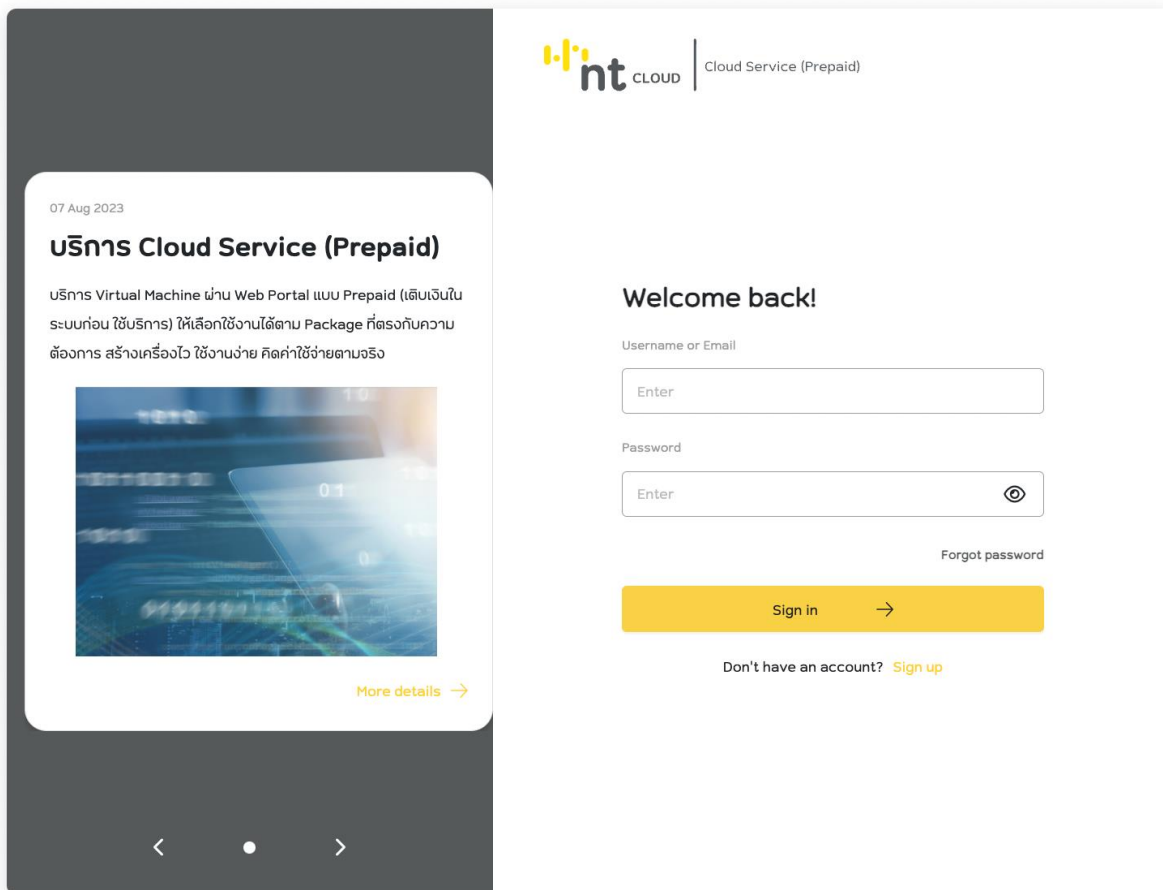 07 Aug 2023
บริการ Cloud Service (Prepaid)
บริการ Virtual Machine ผ่าน Web Portal แบบ Prepaid (เติมเงินใน
ระบบก่อน ใช้บริการ) ให้เลือกใช้งานได้ตาม Package ที่ตรงกับความ
ต้องการ สร้างเครื่องไว ใช้งานง่าย คิดค่าใช้จ่ายตามจริง
More details
nt CLOUD
Cloud Service (Prepaid)
Welcome back!
Username or Email
Enter
Password
Enter
Forgot password
Sign in
Don't have an account? Sign up